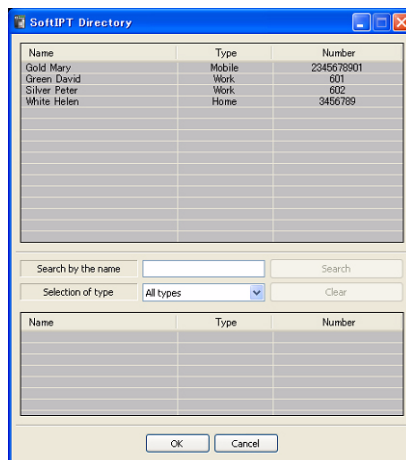 SoftIPT Directory
Name Type Number
Gold Mary Mobile 2345678901
Green David Work 601
Silver Peter Work 602
White Helen Home 3456789
Search by the name Search
Selection of type All types Clear
Name Type Number
OK Cancel